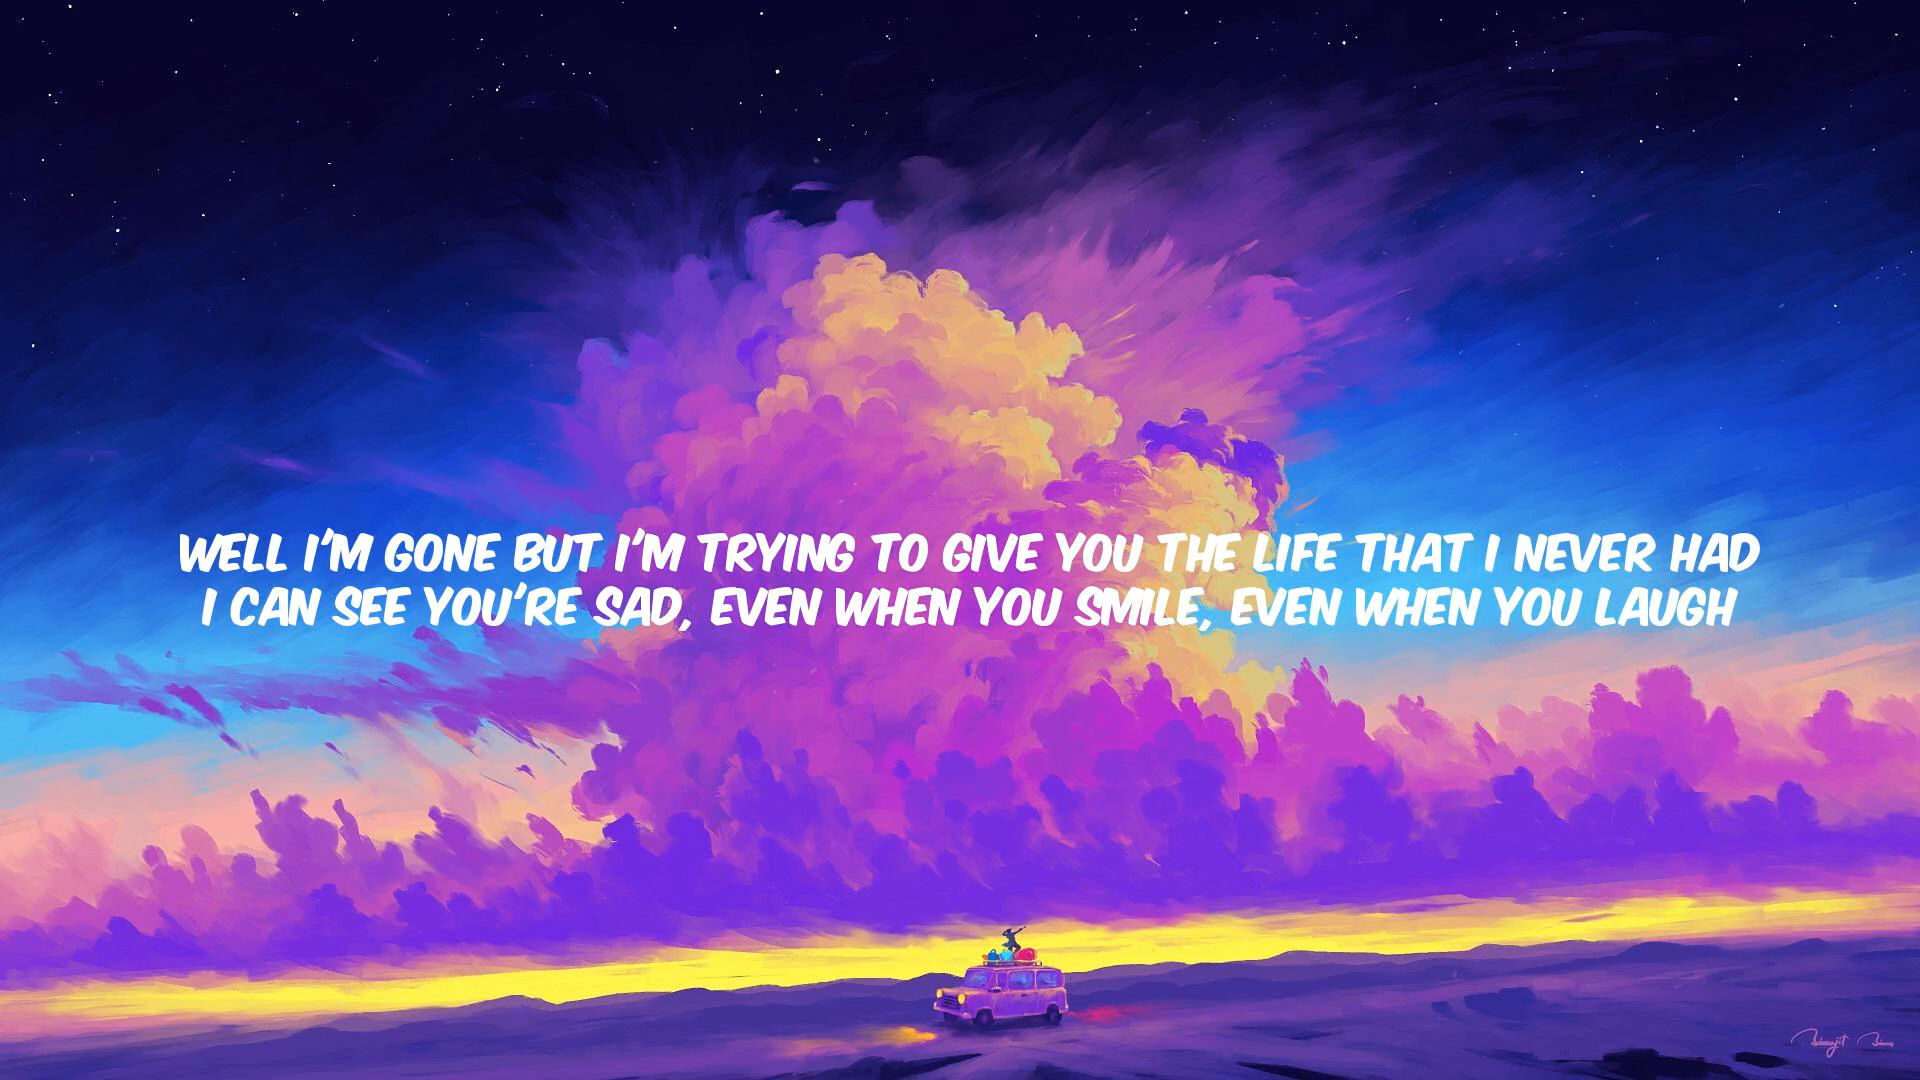 WELL I'M GONE BUT I'M TRYING TO GIVE YOU THE LIFE THAT I NEVER HAD
I CAN SEE YOU'RE SAD, EVEN WHEN YOU SMILE, EVEN WHEN YOU LAUGH